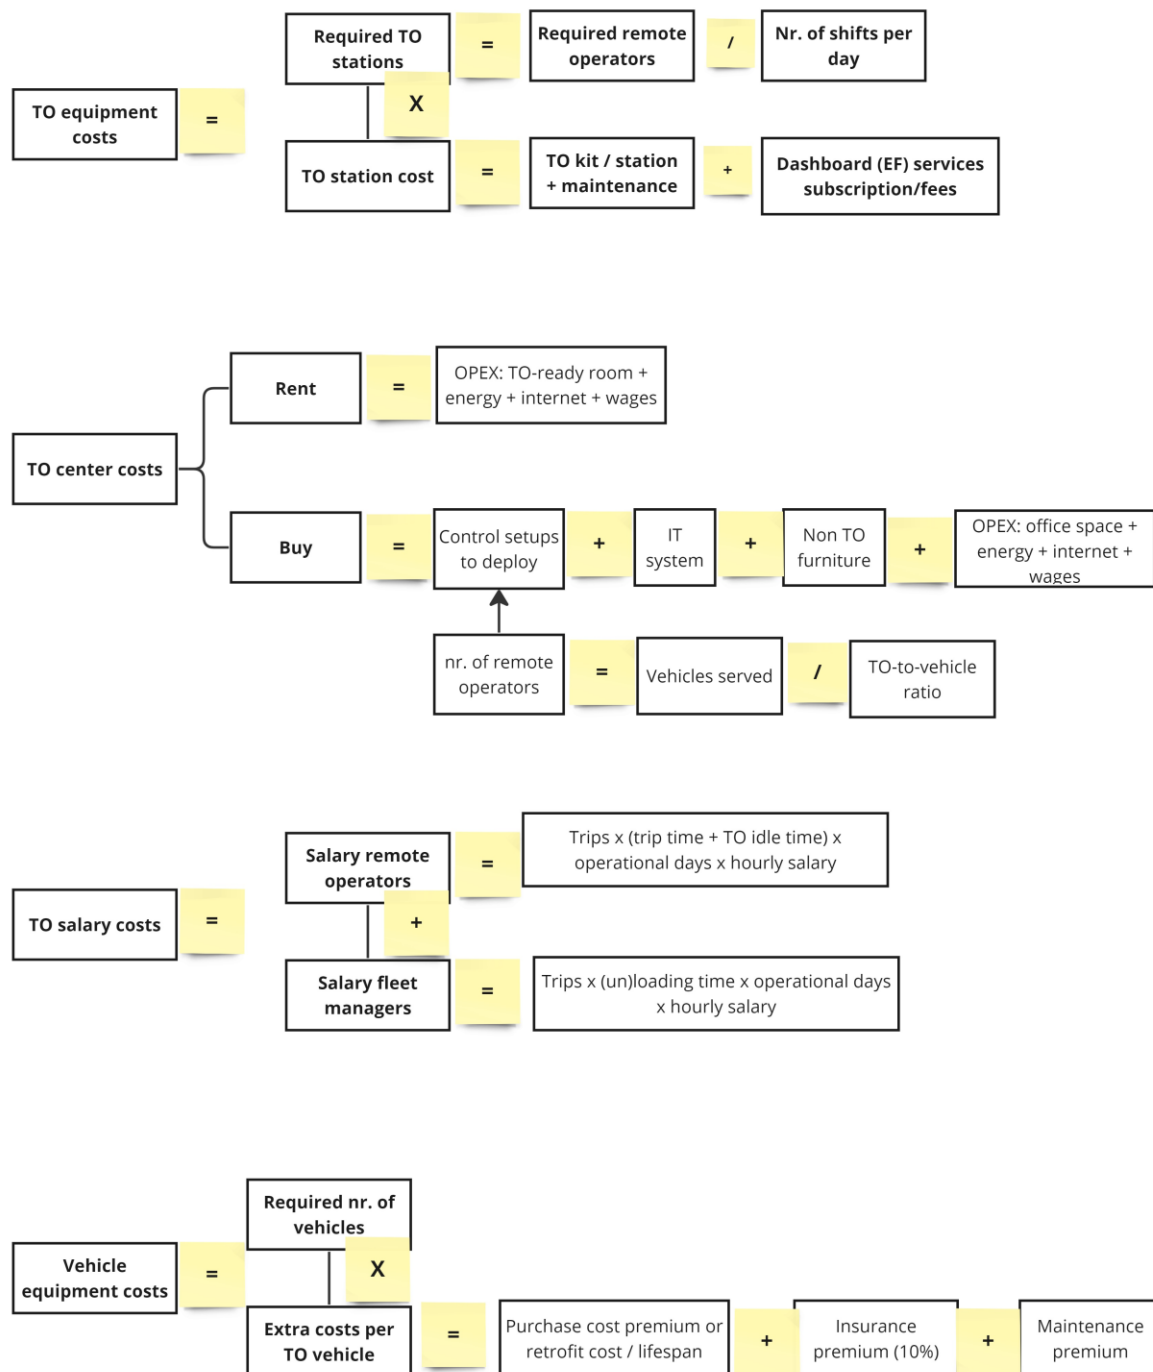 Required TO
stations
=
Required remote
operators
/
Nr. of shifts per
day
TO equipment
costs
=
X
TO station cost
=
TO kit / station
+ maintenance
+
Dashboard (EF) services
subscription/fees
Rent
=
OPEX: TO-ready room +
energy + internet + wages
TO center costs
Buy
=
Control setups
to deploy
+
IT
system
+
Non TO
furniture
+
OPEX: office space +
energy + internet +
wages
nr. of remote
operators
=
Vehicles served
/
TO-to-vehicle
ratio
Salary remote
operators
=
Trips x (trip time + TO idle time) x
operational days x hourly salary
TO salary costs
=
+
Salary fleet
managers
=
Trips x (un)loading time x operational days
x hourly salary
Required nr. of
vehicles
Vehicle
equipment costs
=
X
Extra costs per
TO vehicle
=
Purchase cost premium or
retrofit cost / lifespan
+
Insurance
premium (10%)
+
Maintenance
premium